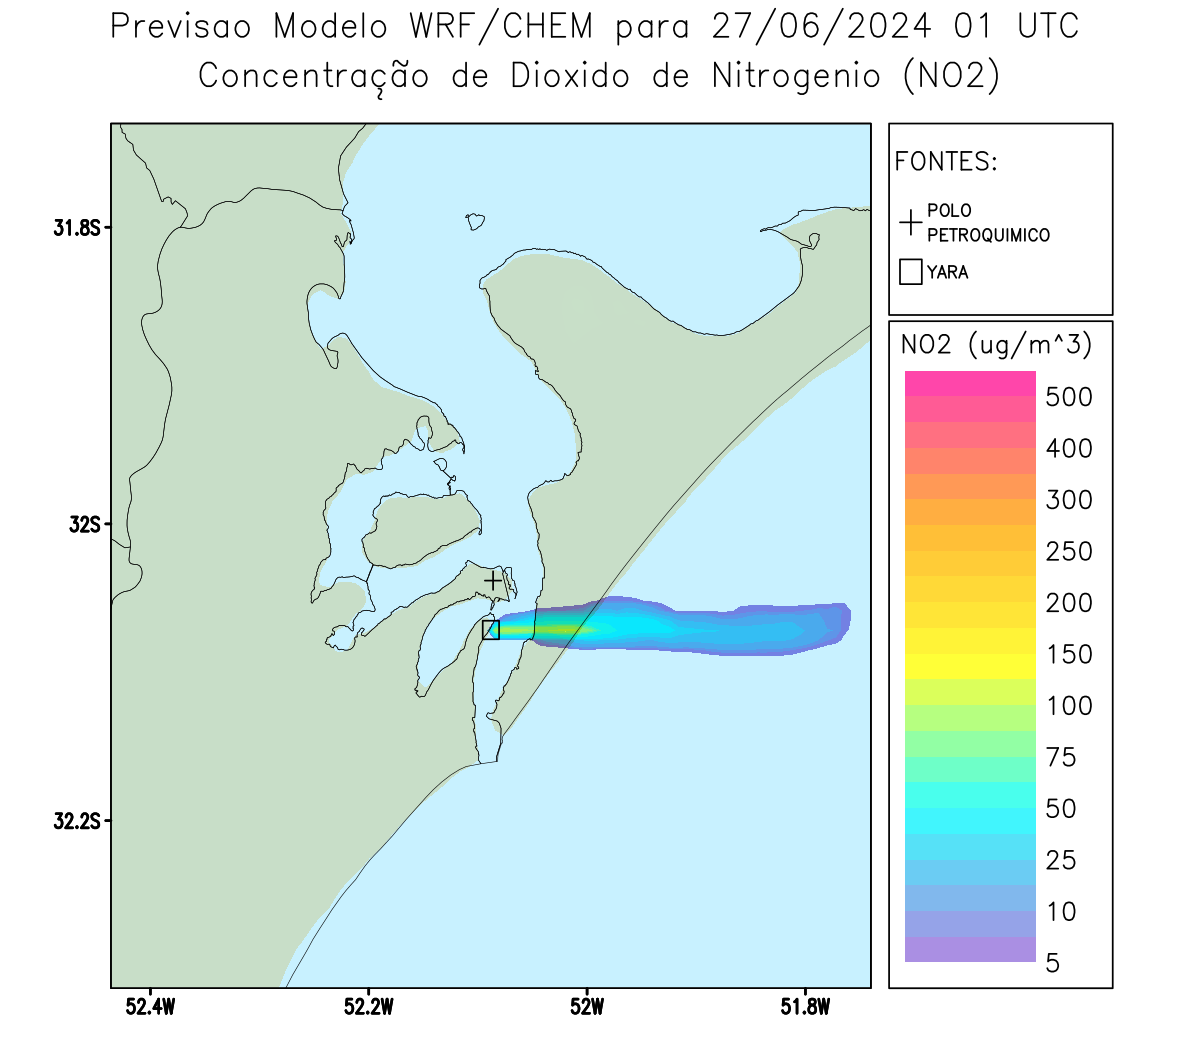 Previsao Modelo WRF/CHEM para 27/06/2024 01 UTC
Concentração de Dioxido de Nitrogenio (NO2)
FONTES:
POLO
PETROQUIMICO
YARA
NO2 (ug/m^3)
500
400
300
250
200
150
100
75
50
25
10
5
31.8S
32S
32.2S
52.4W
52.2W
52W
51.8W